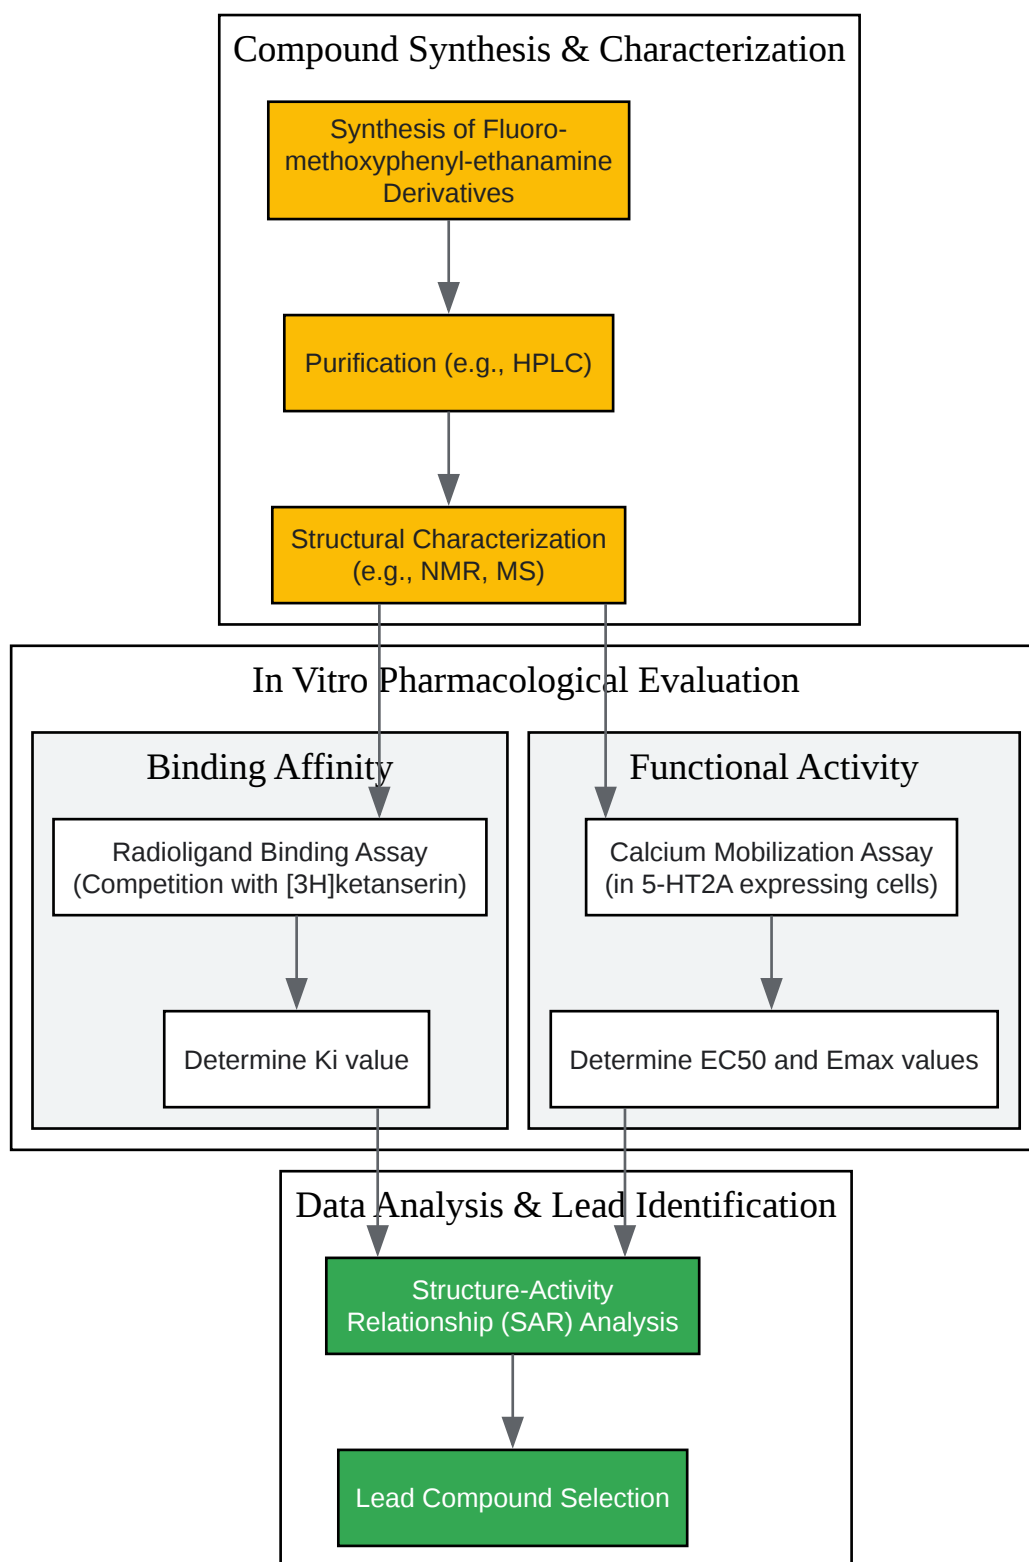 Compound Synthesis & Characterization
Synthesis of Fluoro-
methoxyphenyl-ethanamine
Derivatives
Purification (e.g., HPLC)
Structural Characterization
(e.g., NMR, MS)
In Vitro Pharmacological Evaluation
Binding Affinity
Radioligand Binding Assay
(Competition with [3H]ketanserin)
Determine Ki value
Functional Activity
Calcium Mobilization Assay
(in 5-HT2A expressing cells)
Determine EC50 and Emax values
Data Analysis & Lead Identification
Structure-Activity
Relationship (SAR) Analysis
Lead Compound Selection